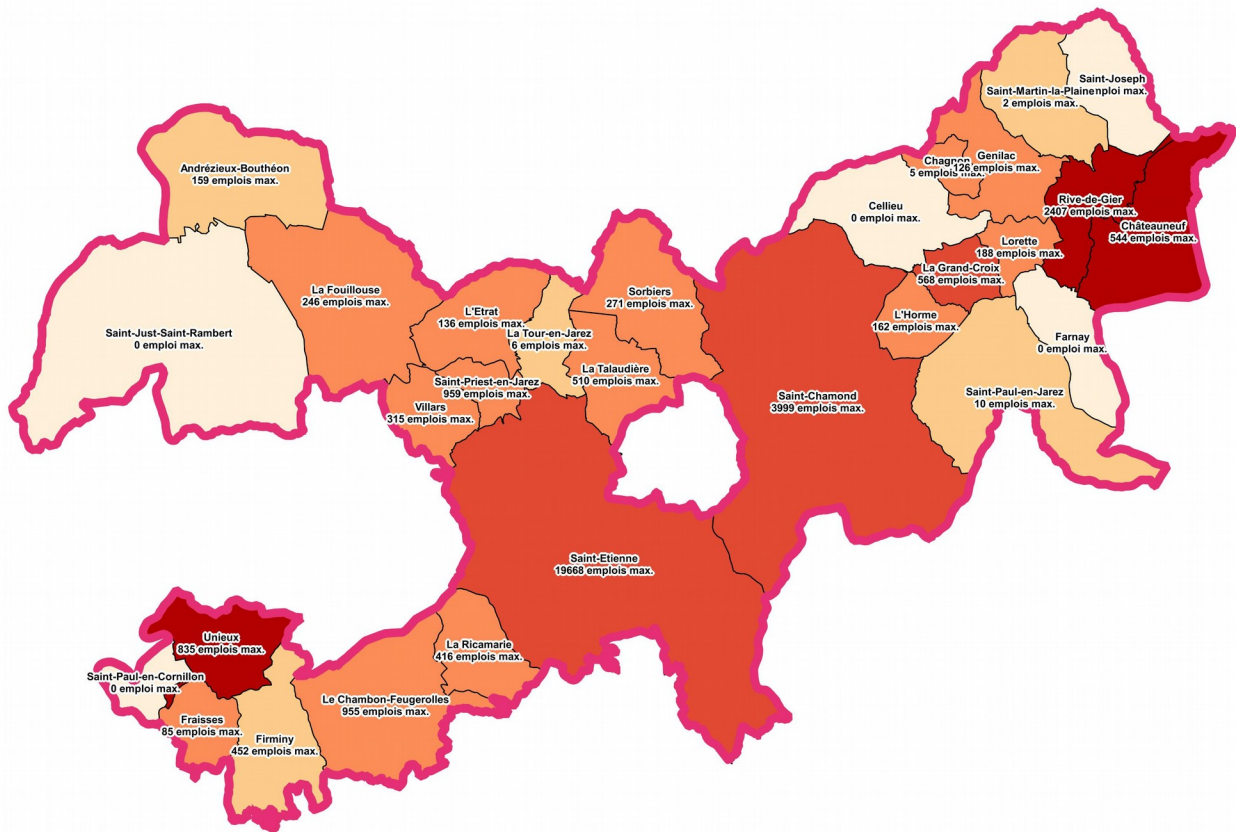 Saint-Joseph
ploi max.
Saint-Martin-la-Plaine
2 emplois max.
Andrézieux-Bouthéon
159 emplois max.
Chagnon
5 emplois max.
Genilac
126 emplois max.
Cellieu
0 emploi max.
Rive-de-Gier
2407 emplois max.
Châteauneuf
544 emplois max.
Lorette
188 emplois max.
La Grand-Croix
568 emplois max.
La Fouillouse
246 emplois max.
Sorbiers
271 emplois max.
L'Etrat
136 emplois max.
L'Horme
162 emplois max.
Saint-Just-Saint-Rambert
0 emploi max.
La Tour-en-Jarez
6 emplois max.
Farnay
0 emploi max.
La Talaudière
510 emplois max.
Saint-Priest-en-Jarez
959 emplois max.
Saint-Chamond
3999 emplois max.
Saint-Paul-en-Jarez
10 emplois max.
Villars
315 emplois max.
Saint-Etienne
19668 emplois max.
Unieux
835 emplois max.
La Ricamarie
416 emplois max.
Saint-Paul-en-Cornillon
0 emploi max.
Le Chambon-Feugerolles
955 emplois max.
Fraisses
85 emplois max.
Firminy
452 emplois max.